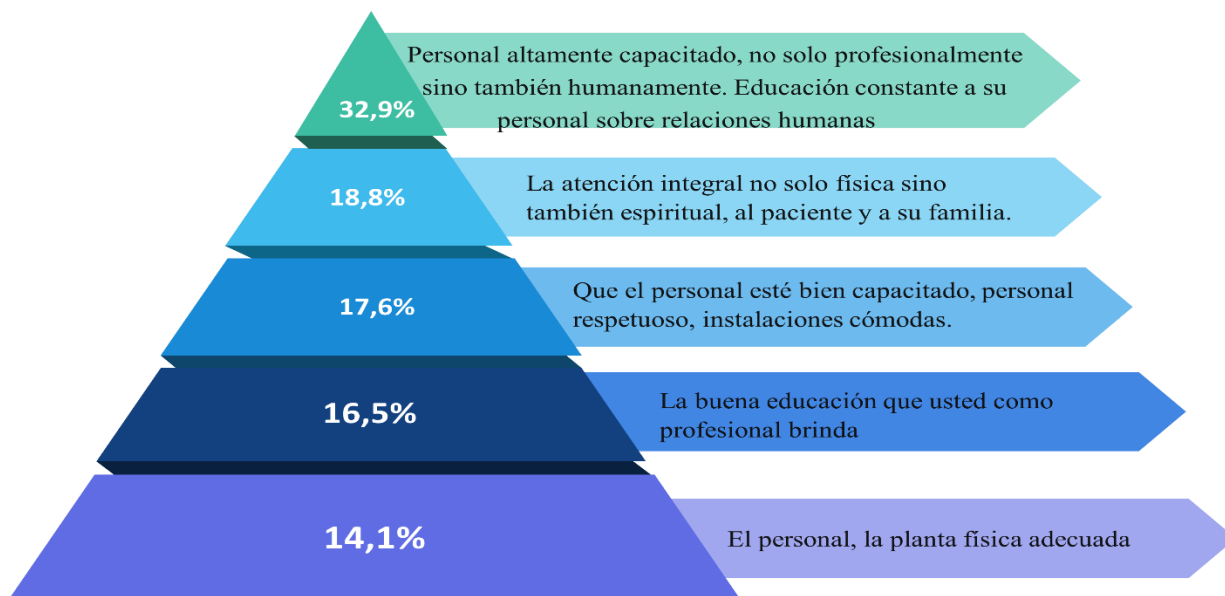 Personal altamente capacitado, no solo profesionalmente
sino también humanamente. Educación constante a su
personal sobre relaciones humanas
32,9%
La atención integral no solo física sino
también espiritual, al paciente y a su familia.
18,8%
Que el personal esté bien capacitado, personal
respetuoso, instalaciones cómodas.
17,6%
La buena educación que usted como
profesional brinda
16,5%
El personal, la planta física adecuada
14,1%